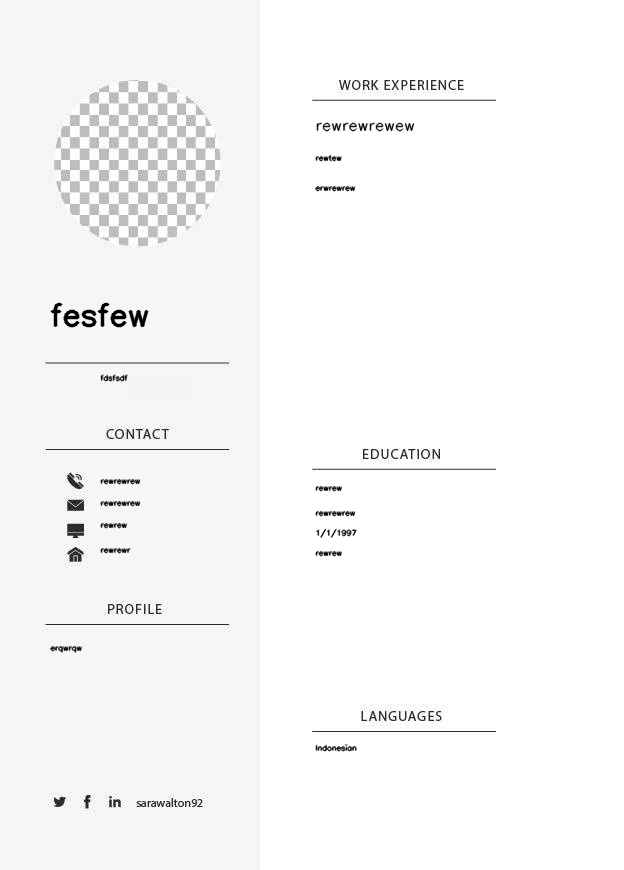 fesfew
fdsfsdf
CONTACT
rewrewrew
rewrewrew
rewrew
rewrewr
PROFILE
erqwrqw
sarawalton92
WORK EXPERIENCE
rewrewrewew
rewtew
erwrewrew
EDUCATION
rewrew
rewrewrew
1/1/1997
rewrew
LANGUAGES
Indonesian